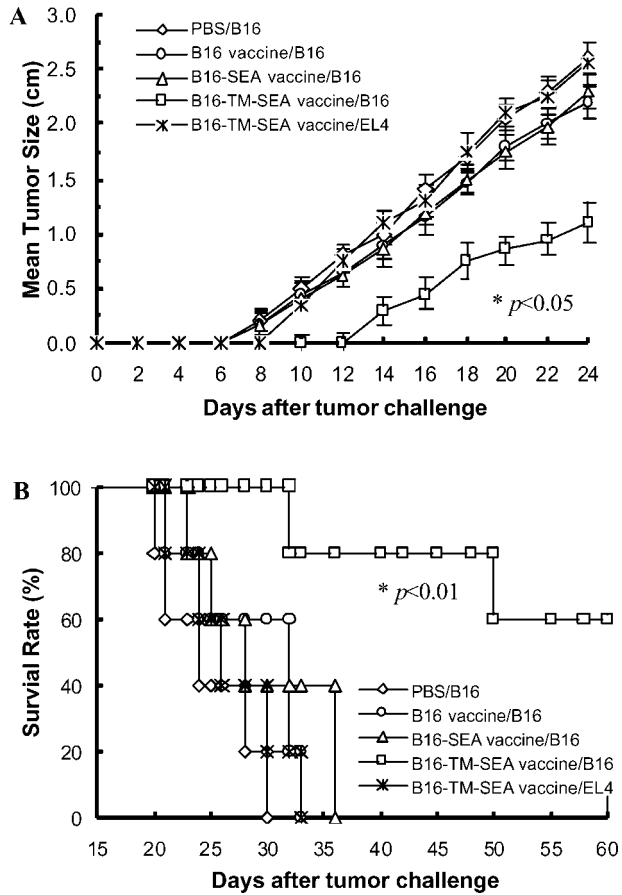 A
PBS/B16
B16 vaccine/B16
B16-SEA vaccine/B16
B16-TM-SEA vaccine/B16
B16-TM-SEA vaccine/EL4
Mean Tumor Size (cm)
3.0
2.5
2.0
1.5
1.0
0.5
0.0
* p<0.05
0 2 4 6 8 10 12 14 16 18 20 22 24
Days after tumor challenge
B
Survial Rate (%)
100
80
60
40
20
0
* p<0.01
PBS/B16
B16 vaccine/B16
B16-SEA vaccine/B16
B16-TM-SEA vaccine/B16
B16-TM-SEA vaccine/EL4
15 20 25 30 35 40 45 50 55 60
Days after tumor challenge